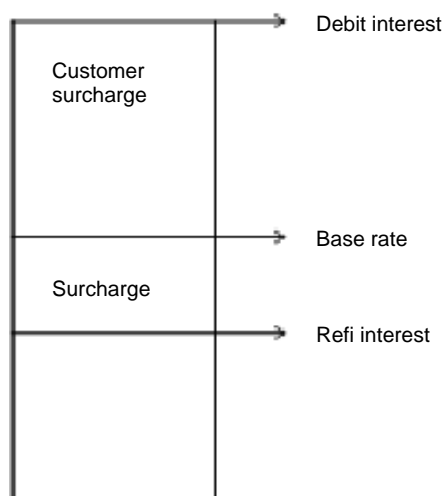 Debit interest
Customer
surcharge
Base rate
Surcharge
Refi interest